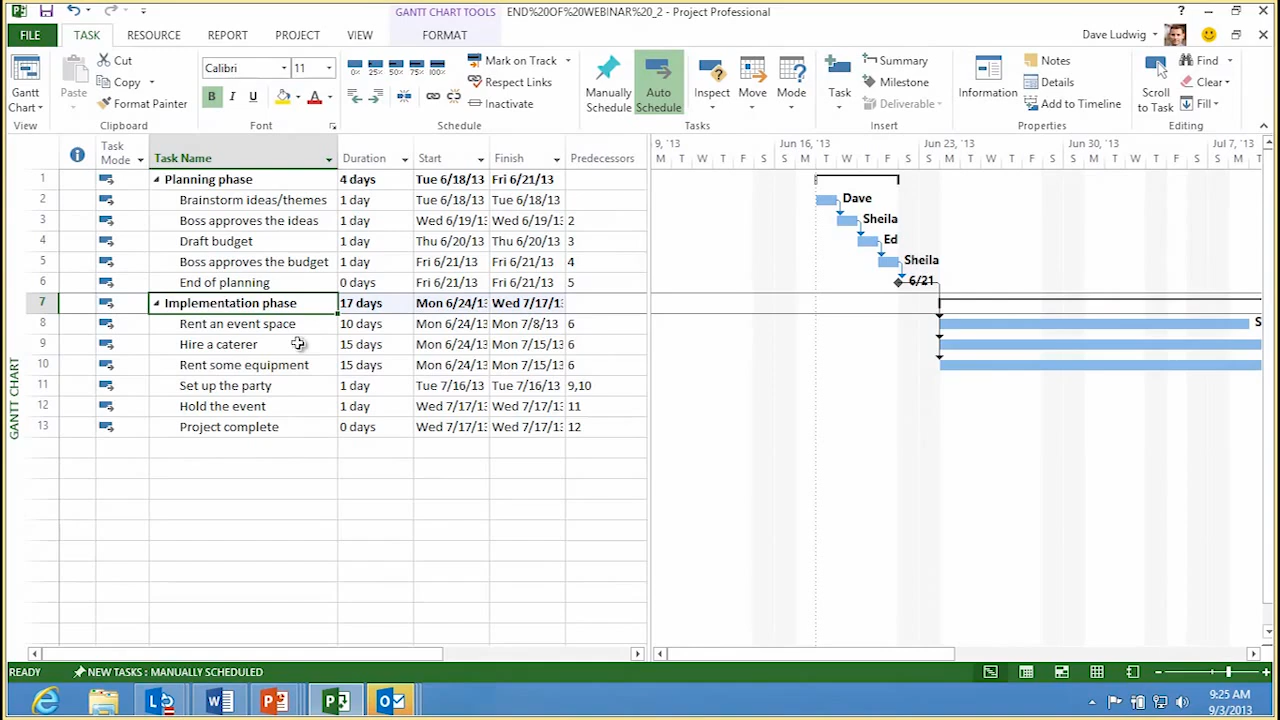 GANTT CHART TOOLS
END%20OF%20WEBINAR%20_2 - Project Professional
?
FILE TASK RESOURCE REPORT PROJECT VIEW FORMAT
Dave Ludwig
Gantt Chart
View
Paste
Cut
Copy
Format Painter
Clipboard
Calibri 11
B I U A
Font
0% 25% 50% 75% 100%
Mark on Track
Respect Links
Inactivate
Schedule
Manually Schedule
Auto Schedule
Inspect
Move
Mode
Tasks
Task
Summary
Milestone
Deliverable
Insert
Information
Notes
Details
Add to Timeline
Properties
Scroll to Task
Find
Clear
Fill
Editing
Task Mode Task Name Duration Start Finish Predecessors
9, '13 Jun 16, '13 Jun 23, '13 Jun 30, '13 Jul 7, '13
M T W T F S S M T W T F S S M T W T F S S M T W T F S S M T
1 Planning phase 4 days Tue 6/18/13 Fri 6/21/13
2 Brainstorm ideas/themes 1 day Tue 6/18/13 Tue 6/18/13 Dave
3 Boss approves the ideas 1 day Wed 6/19/13 Wed 6/19/13 2 Sheila
4 Draft budget 1 day Thu 6/20/13 Thu 6/20/13 3 Ed
5 Boss approves the budget 1 day Fri 6/21/13 Fri 6/21/13 4 Sheila
6 End of planning 0 days Fri 6/21/13 Fri 6/21/13 5 6/21
7 Implementation phase 17 days Mon 6/24/13 Wed 7/17/13
8 Rent an event space 10 days Mon 6/24/13 Mon 7/8/13 6 S
9 Hire a caterer 15 days Mon 6/24/13 Mon 7/15/13 6
10 Rent some equipment 15 days Mon 6/24/13 Mon 7/15/13 6
11 Set up the party 1 day Tue 7/16/13 Tue 7/16/13 9,10
12 Hold the event 1 day Wed 7/17/13 Wed 7/17/13 11
13 Project complete 0 days Wed 7/17/13 Wed 7/17/13 12
GANTT CHART
READY NEW TASKS : MANUALLY SCHEDULED
9:25 AM
9/3/2013